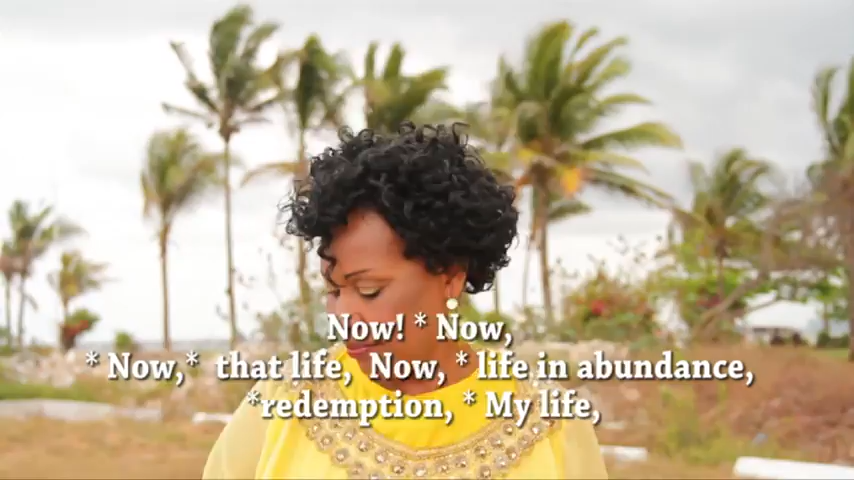 Now! * Now,
* Now,* that life, Now, * life in abundance,
*redemption, * My life,